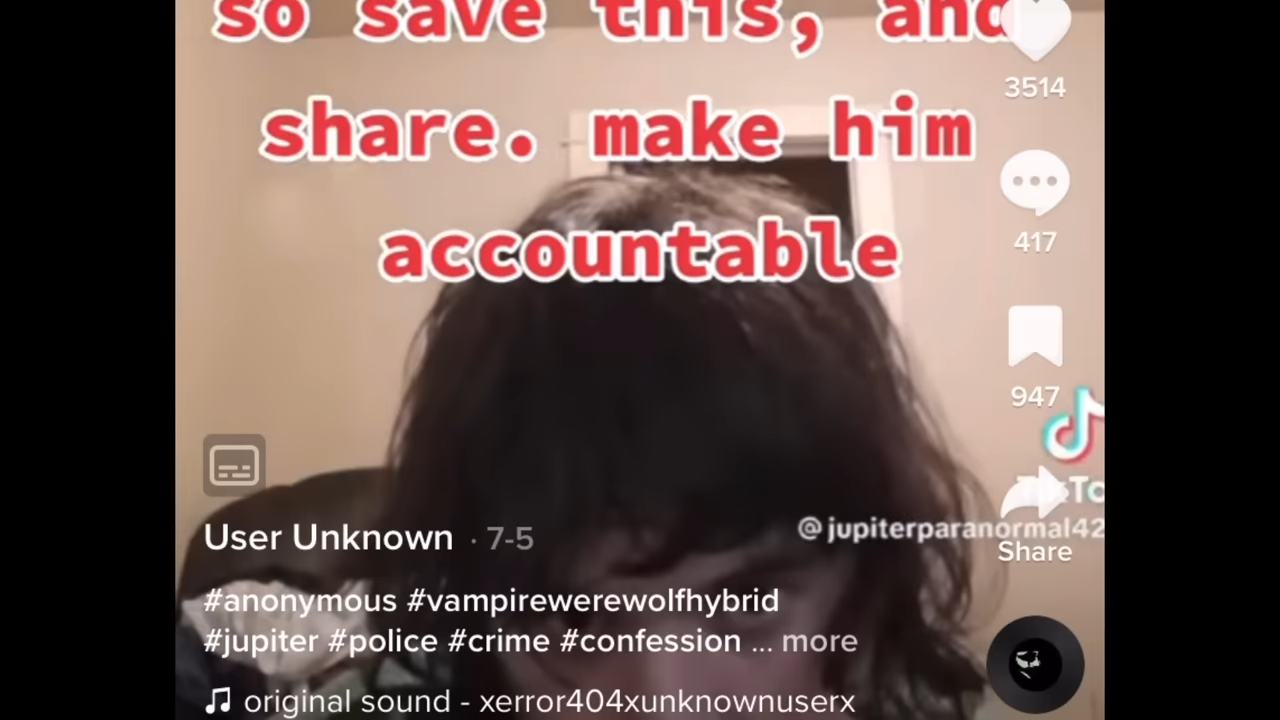 so save this, and
3514
share. make him
417
accountable
947
TikTo
@jupiterparanormal42
Share
User Unknown · 7-5
#anonymous #vampirewerewolfhybrid
#jupiter #police #crime #confession ... more
original sound - xerror404xunknownuserx